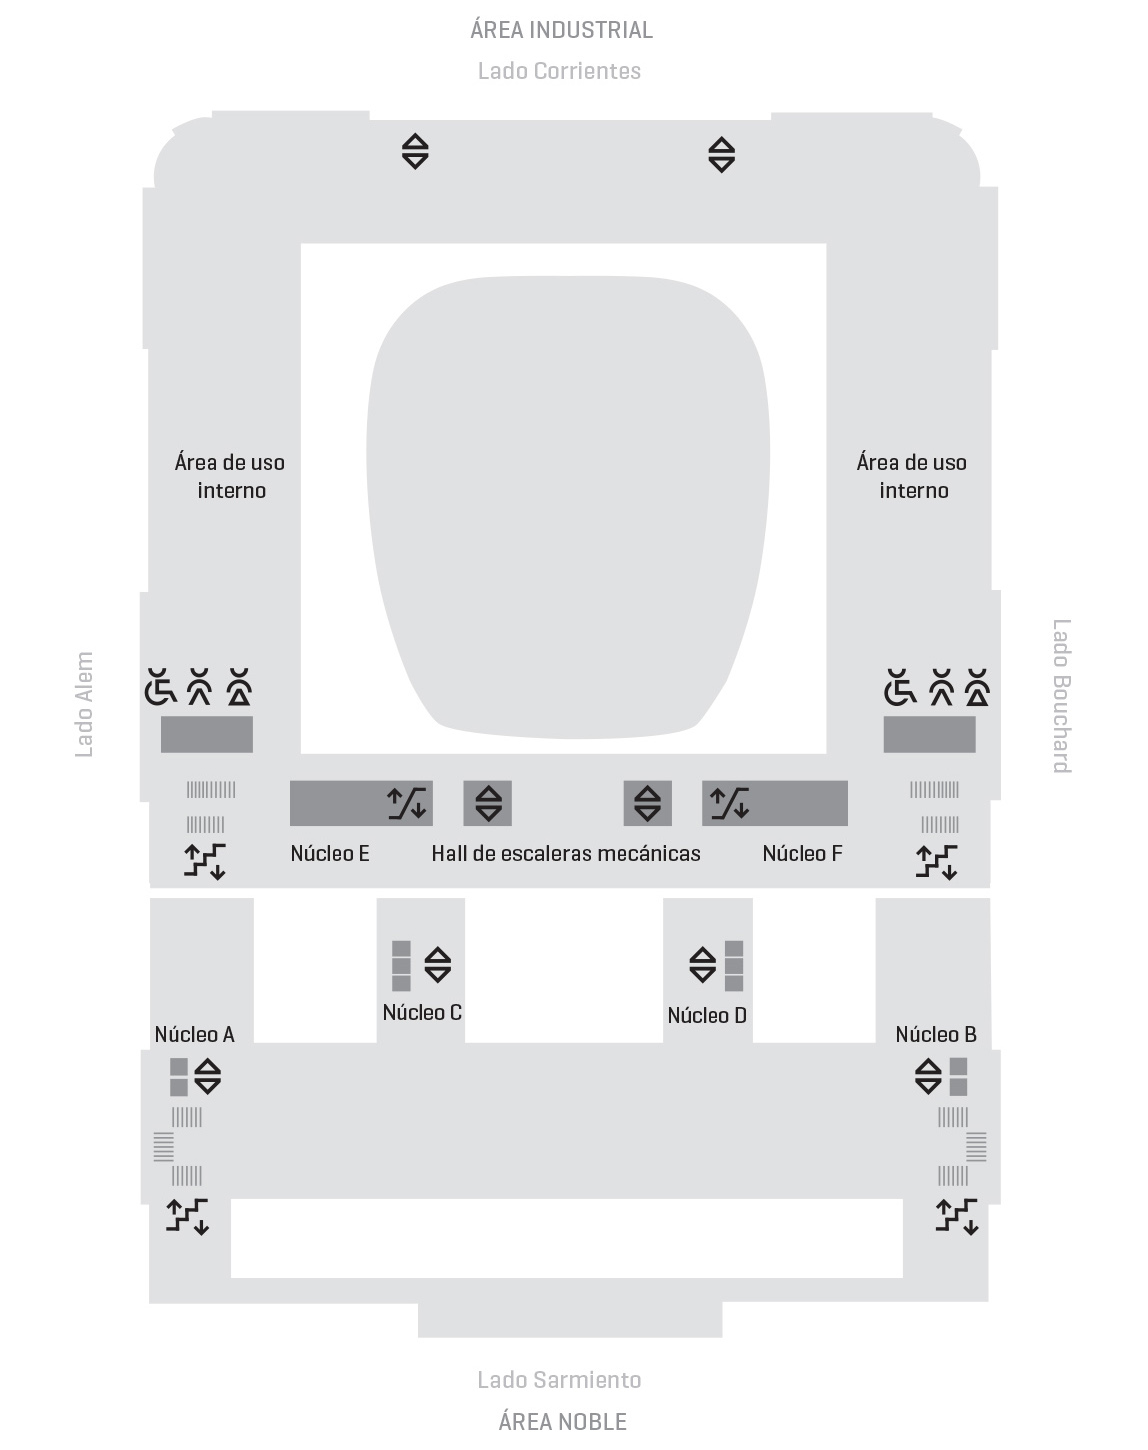 ÁREA INDUSTRIAL
Lado Corrientes
Área de uso
interno
Área de uso
interno
Lado Alem
Lado Bouchard
Núcleo E
Hall de escaleras mecánicas
Núcleo F
Núcleo C
Núcleo D
Núcleo A
Núcleo B
Lado Sarmiento
ÁREA NOBLE